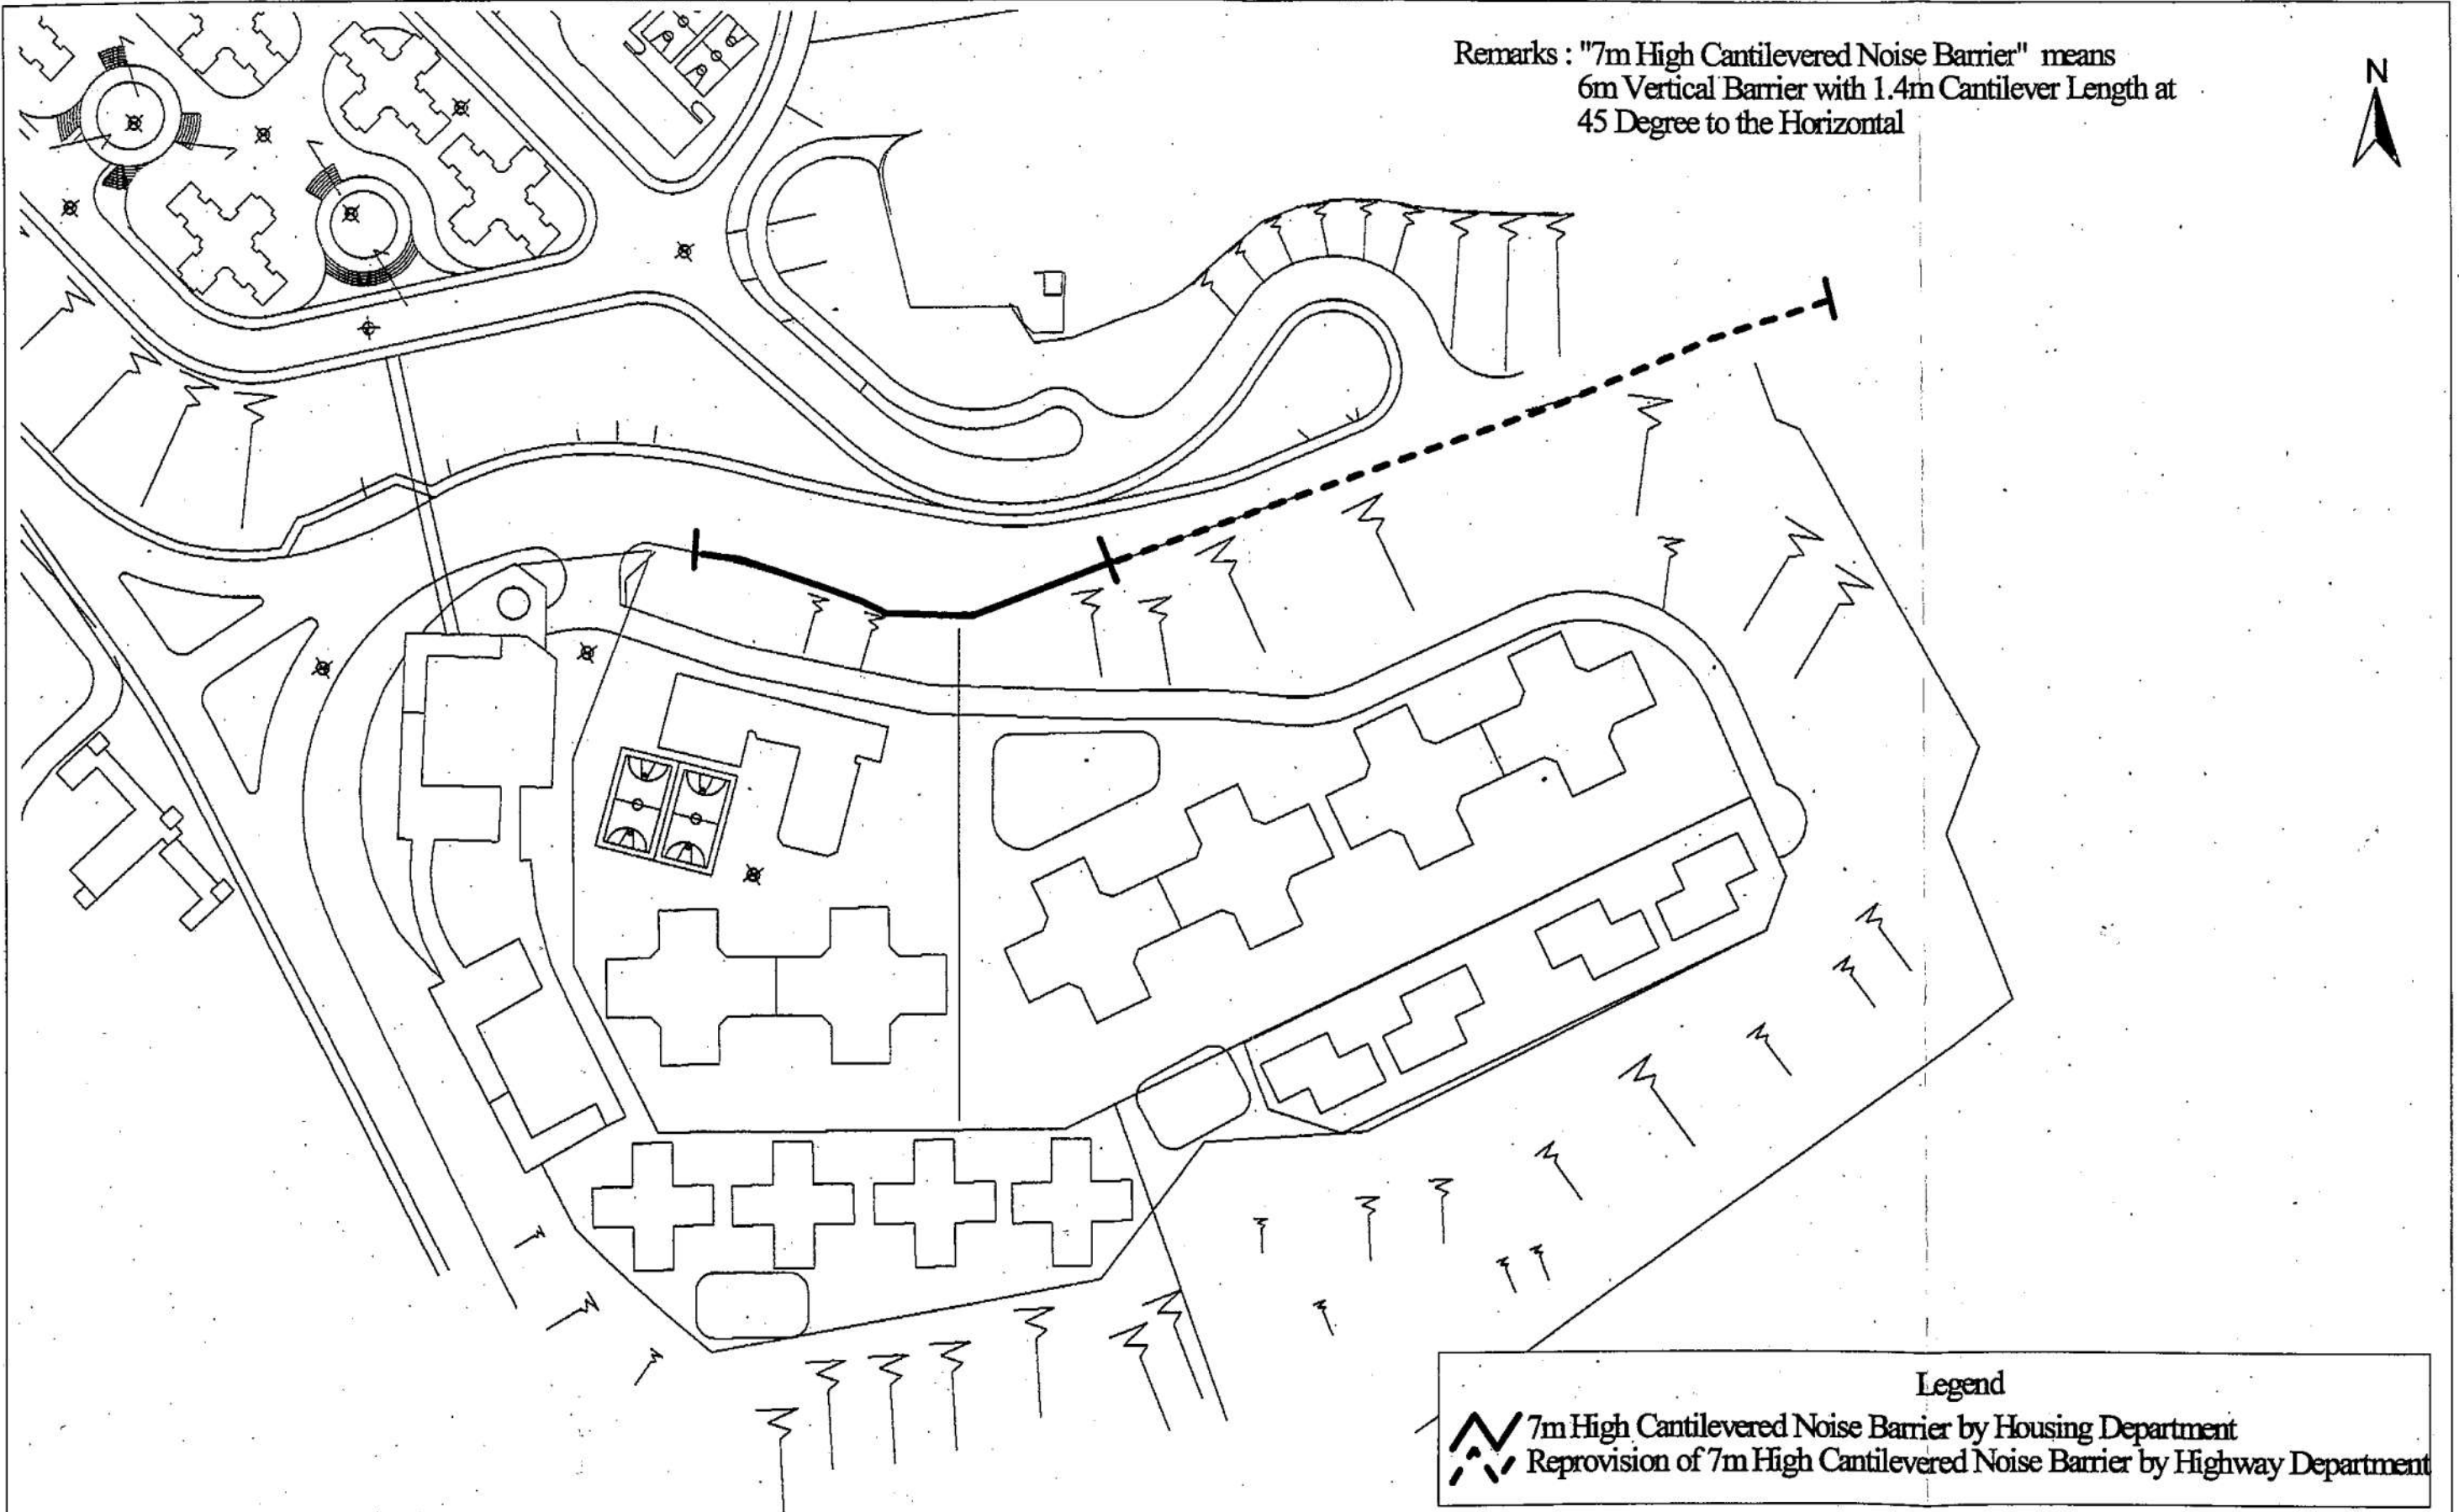 Remarks : "7m High Cantilevered Noise Barrier" means
6m Vertical Barrier with 1.4m Cantilever Length at
45 Degree to the Horizontal
N
Legend
7m High Cantilevered Noise Barrier by Housing Department
Reprovision of 7m High Cantilevered Noise Barrier by Highway Department